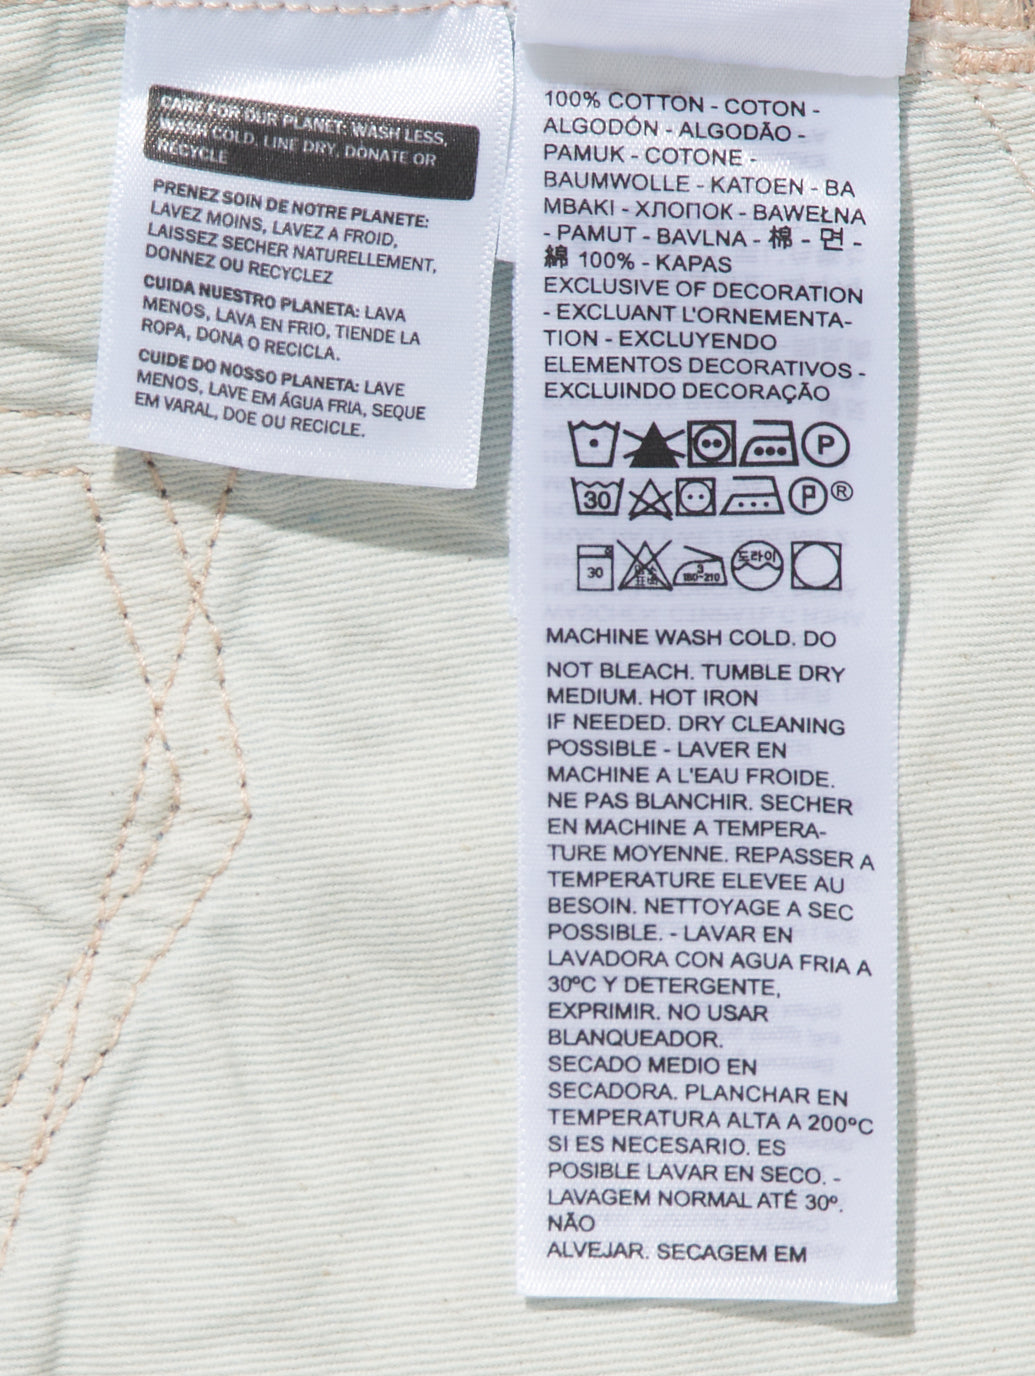 CARE FOR OUR PLANET: WASH LESS,
WASH COLD, LINE DRY, DONATE OR
RECYCLE
PRENEZ SOIN DE NOTRE PLANETE:
LAVEZ MOINS, LAVEZ A FROID,
LAISSEZ SECHER NATURELLEMENT,
DONNEZ OU RECYCLEZ
CUIDA NUESTRO PLANETA: LAVA
MENOS, LAVA EN FRIO, TIENDE LA
ROPA, DONA O RECICLA.
CUIDE DO NOSSO PLANETA: LAVE
MENOS, LAVE EM ÁGUA FRIA, SEQUE
EM VARAL, DOE OU RECICLE.
100% COTTON - COTON -
ALGODÓN - ALGODÃO -
PAMUK - COTONE -
BAUMWOLLE - KATOEN - BA
MBAKI - ХЛОПОК - BAWEŁNA
- PAMUT - BAVLNA - 棉 - 면 -
綿 100% - KAPAS
EXCLUSIVE OF DECORATION
- EXCLUANT L'ORNEMENTA-
TION - EXCLUYENDO
ELEMENTOS DECORATIVOS -
EXCLUINDO DECORAÇÃO
P
30 P ®
30 3 180~210 드라이
MACHINE WASH COLD. DO
NOT BLEACH. TUMBLE DRY
MEDIUM. HOT IRON
IF NEEDED. DRY CLEANING
POSSIBLE - LAVER EN
MACHINE A L'EAU FROIDE.
NE PAS BLANCHIR. SECHER
EN MACHINE A TEMPERA-
TURE MOYENNE. REPASSER A
TEMPERATURE ELEVEE AU
BESOIN. NETTOYAGE A SEC
POSSIBLE. - LAVAR EN
LAVADORA CON AGUA FRIA A
30ºC Y DETERGENTE,
EXPRIMIR. NO USAR
BLANQUEADOR.
SECADO MEDIO EN
SECADORA. PLANCHAR EN
TEMPERATURA ALTA A 200ºC
SI ES NECESARIO. ES
POSIBLE LAVAR EN SECO. -
LAVAGEM NORMAL ATÉ 30º.
NÃO
ALVEJAR. SECAGEM EM